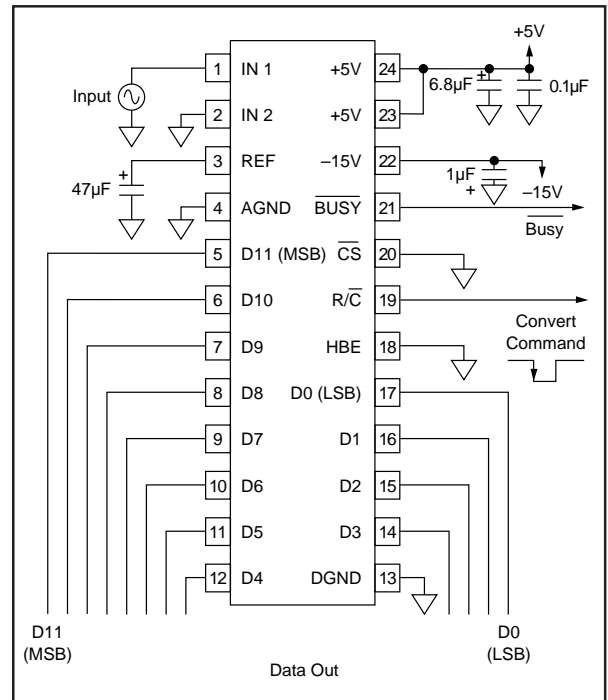 +5V
1 IN 1 +5V 24 6.8µF + 0.1µF
Input
2 IN 2 +5V 23
3 REF –15V 22
+ 47µF 1µF + –15V
4 AGND B̅U̅S̅Y̅ 21
B̅u̅s̅y̅
5 D11 (MSB) C̅S̅ 20
6 D10 R/C̅ 19
Convert
Command
7 D9 HBE 18
8 D8 D0 (LSB) 17
9 D7 D1 16
10 D6 D2 15
11 D5 D3 14
12 D4 DGND 13
D11
(MSB)
D0
(LSB)
Data Out